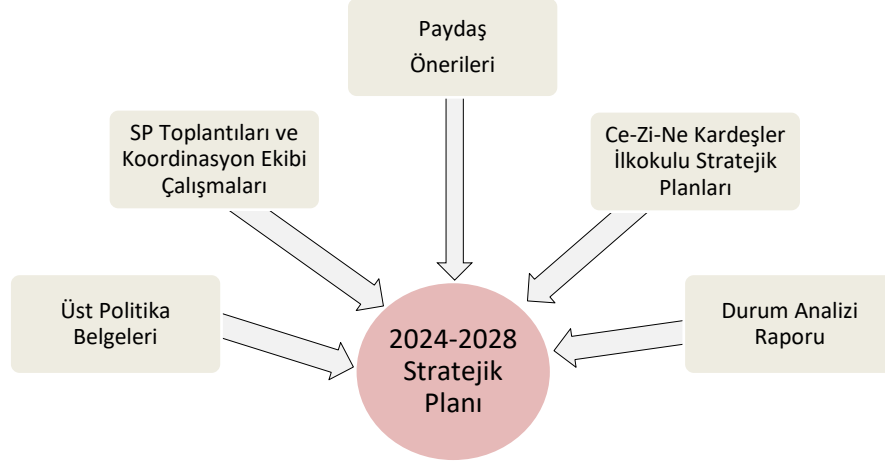 Paydaş
Önerileri
SP Toplantıları ve
Koordinasyon Ekibi
Çalışmaları
Ce-Zi-Ne Kardeşler
İlkokulu Stratejik
Planları
Üst Politika
Belgeleri
Durum Analizi
Raporu
2024-2028
Stratejik
Planı